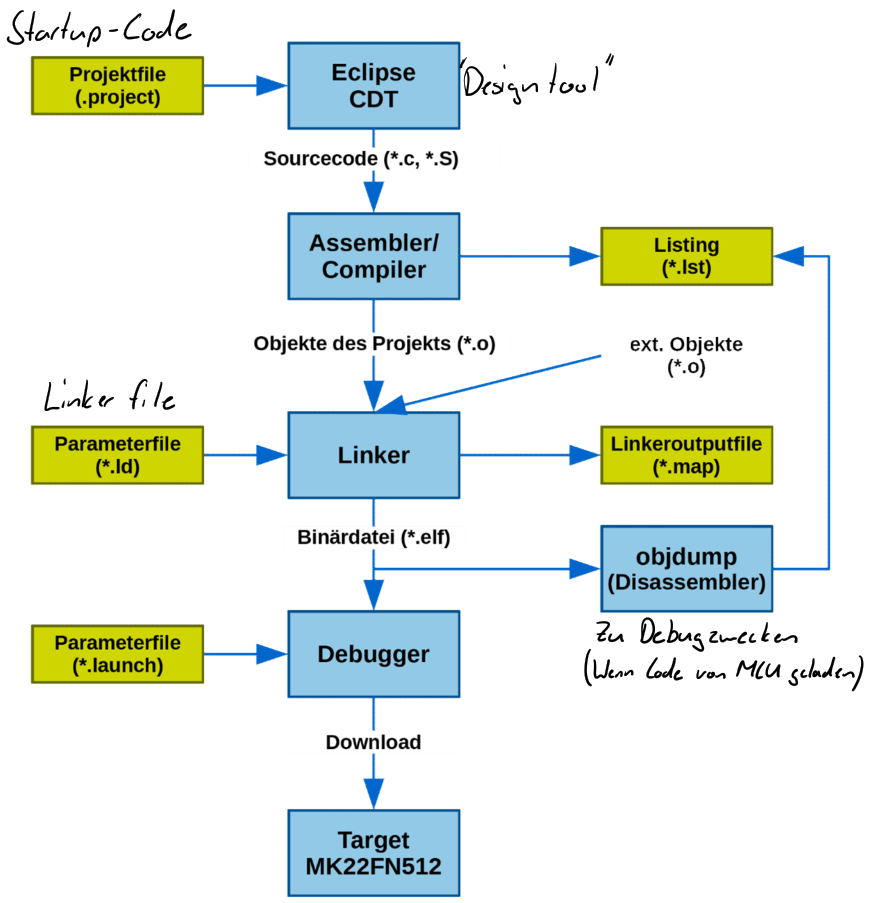 Startup-Code
Projektfile
(.project)
Eclipse
CDT
"Designtool"
Sourcecode (*.c, *.S)
Assembler/
Compiler
Listing
(*.lst)
Objekte des Projekts (*.o)
ext. Objekte
(*.o)
Linker file
Parameterfile
(*.ld)
Linker
Linkeroutputfile
(*.map)
Binärdatei (*.elf)
objdump
(Disassembler)
Zu Debugzwecken
(Wenn Code von MCU geladen)
Parameterfile
(*.launch)
Debugger
Download
Target
MK22FN512